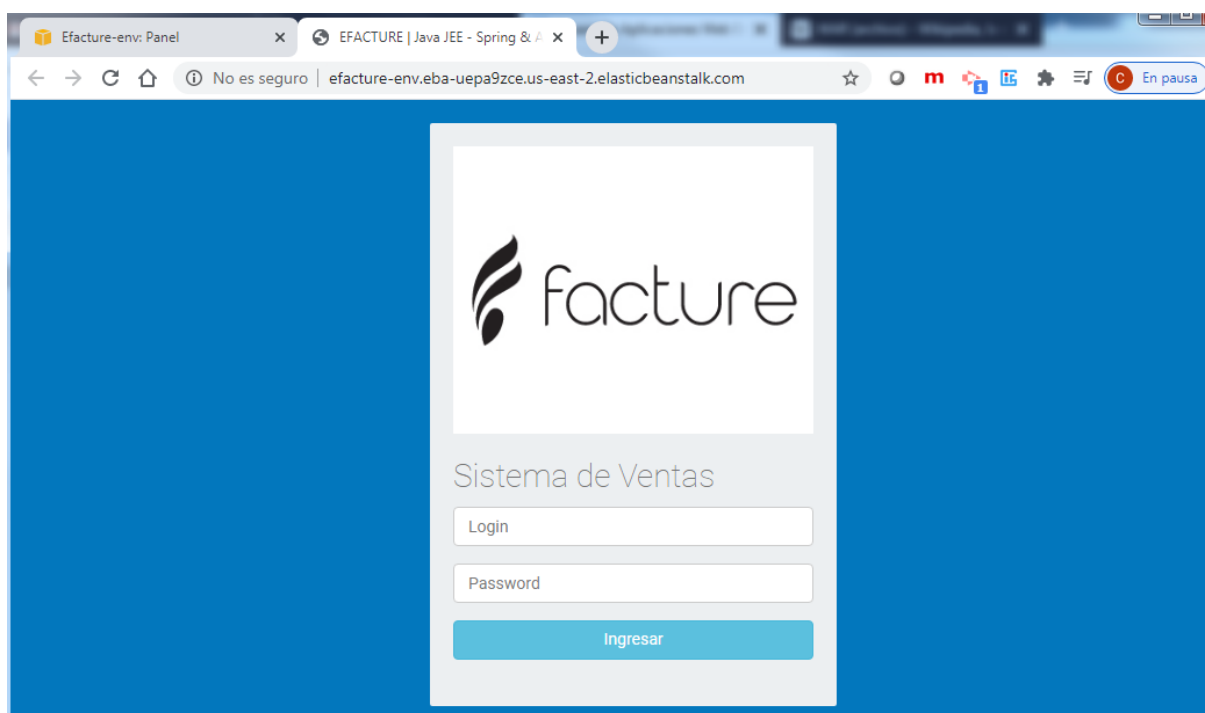 Efacture-env: Panel
EFACTURE | Java JEE - Spring & A
No es seguro | efacture-env.eba-uepa9zce.us-east-2.elasticbeanstalk.com
m
1
C
En pausa
facture
Sistema de Ventas
Login
Password
Ingresar